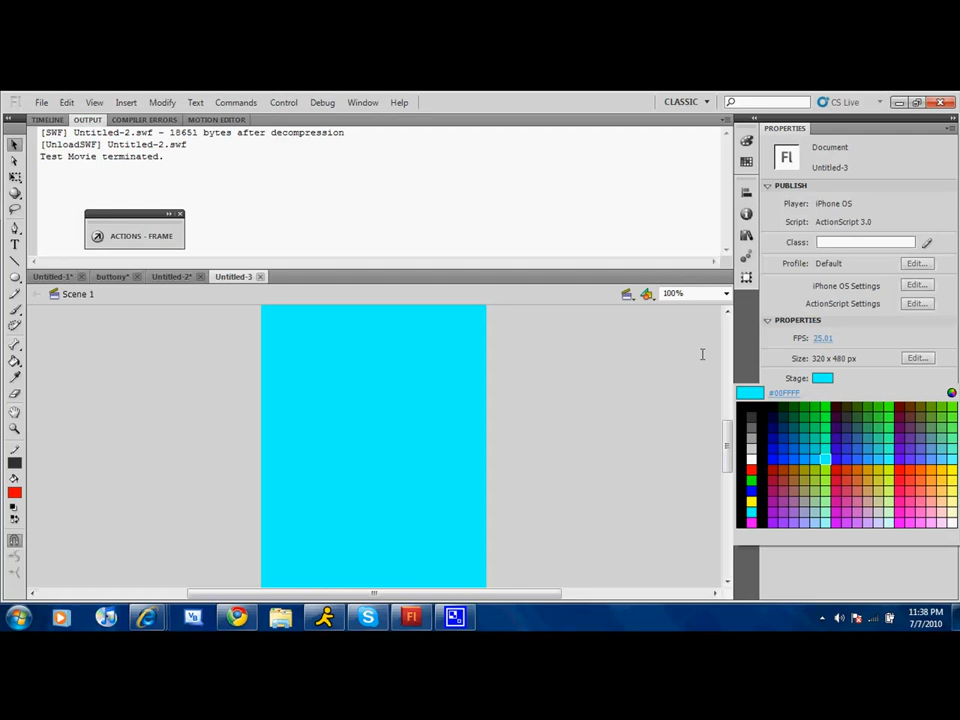 Fl File Edit View Insert Modify Text Commands Control Debug Window Help CLASSIC CS Live
TIMELINE OUTPUT COMPILER ERRORS MOTION EDITOR
[SWF] Untitled-2.swf - 18651 bytes after decompression
[UnloadSWF] Untitled-2.swf
Test Movie terminated.
ACTIONS - FRAME
Untitled-1* buttony* Untitled-2* Untitled-3
Scene 1 100%
PROPERTIES
Fl Document
Untitled-3
PUBLISH
Player: iPhone OS
Script: ActionScript 3.0
Class:
Profile: Default Edit...
iPhone OS Settings Edit...
ActionScript Settings Edit...
PROPERTIES
FPS: 25.01
Size: 320 x 480 px Edit...
Stage:
#00FFFF
T
VB
S
Fl
11:38 PM
7/7/2010